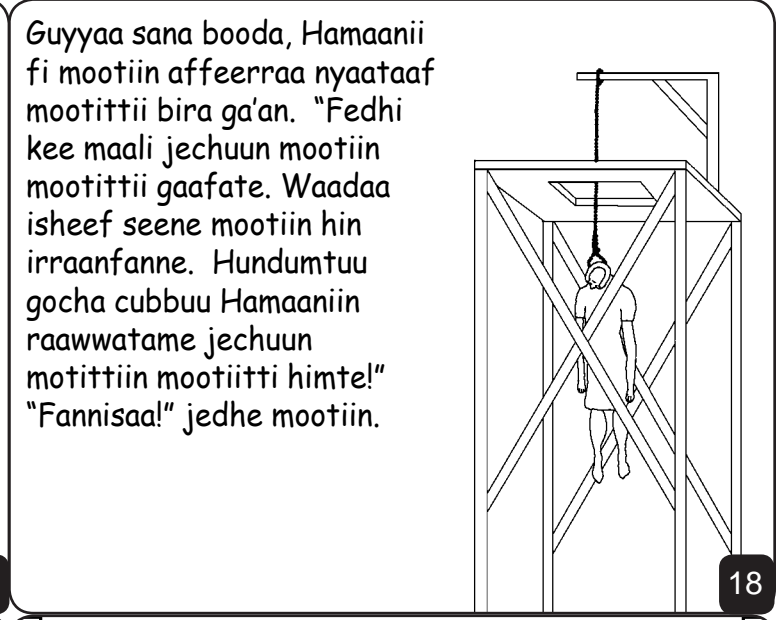 Guyyaa sana booda, Hamaanii
fi mootiin affeerraa nyaataaf
mootittii bira ga'an.  “Fedhi
kee maali jechuun mootiin
mootittii gaafate. Waadaa
isheef seene mootiin hin
irraanfanne.  Hundumtuu
gocha cubbuu Hamaaniin
raawwatame jechuun
motittiin mootiitti himte!”
“Fannisaa!” jedhe mootiin.
18